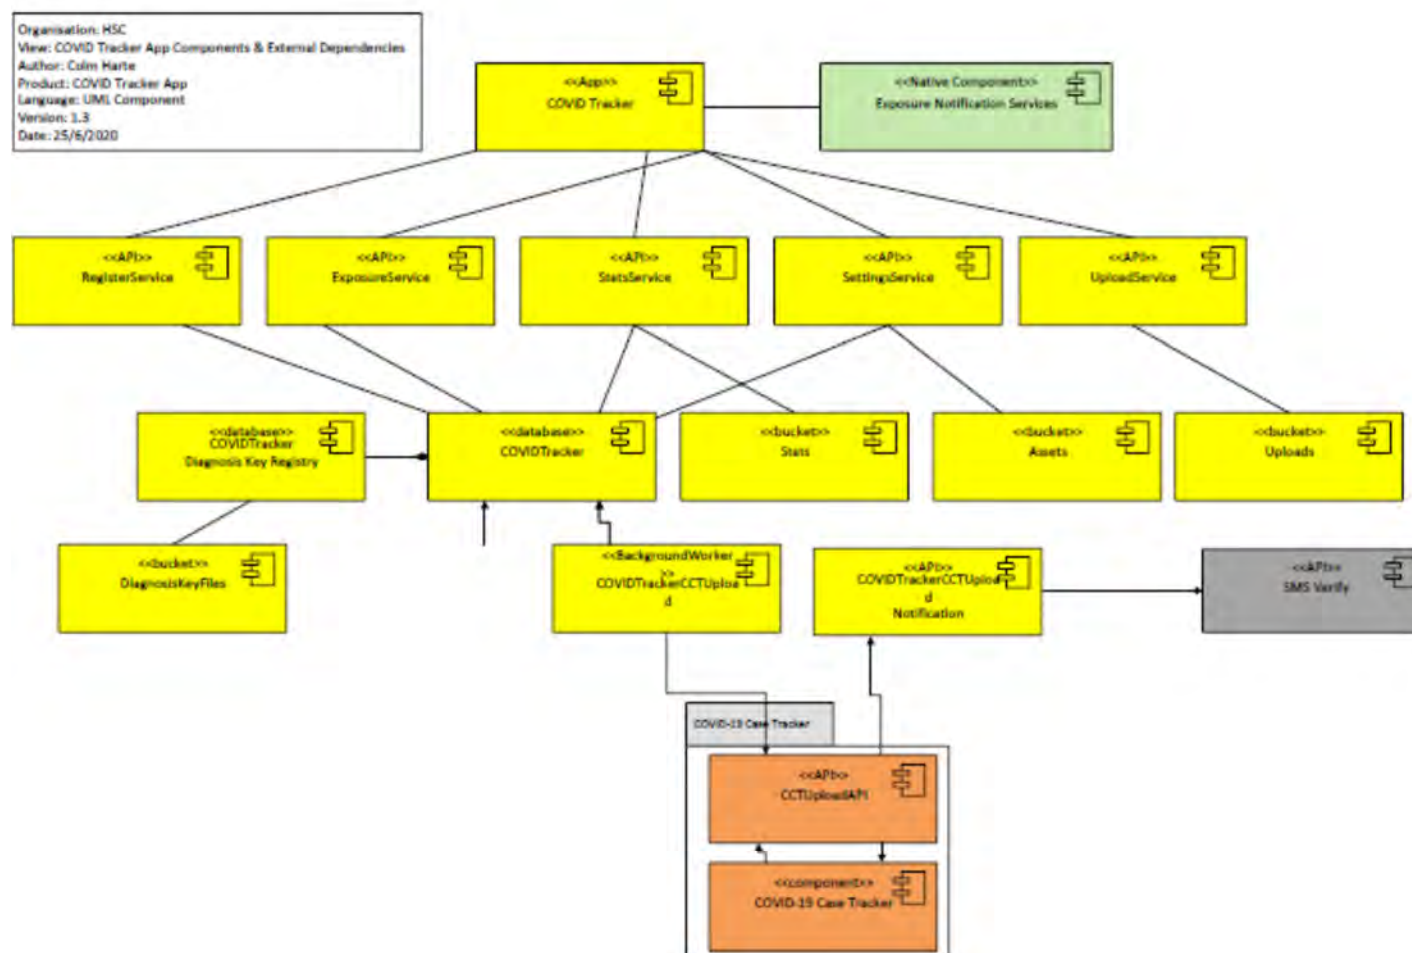 Organisation: HSC
View: COVID Tracker App Components & External Dependencies
Author: Colm Harte
Product: COVID Tracker App
Language: UML Component
Version: 1.3
Date: 25/6/2020
<<App>>
COVID Tracker
<<Native Component>>
Exposure Notification Services
<<API>>
RegisterService
<<API>>
ExposureService
<<API>>
StatsService
<<API>>
SettingsService
<<API>>
UploadService
<<database>>
COVIDTracker
Diagnosis Key Registry
<<database>>
COVIDTracker
<<bucket>>
Stats
<<bucket>>
Assets
<<bucket>>
Uploads
<<bucket>>
DiagnosisKeyFiles
<<BackgroundWorker
>>
COVIDTrackerCCTUploa
d
<<API>>
COVIDTrackerCCTUploa
d
Notification
<<API>>
SMS Verify
COVID-19 Case Tracker
<<API>>
CCTUploadAPI
<<component>>
COVID-19 Case Tracker